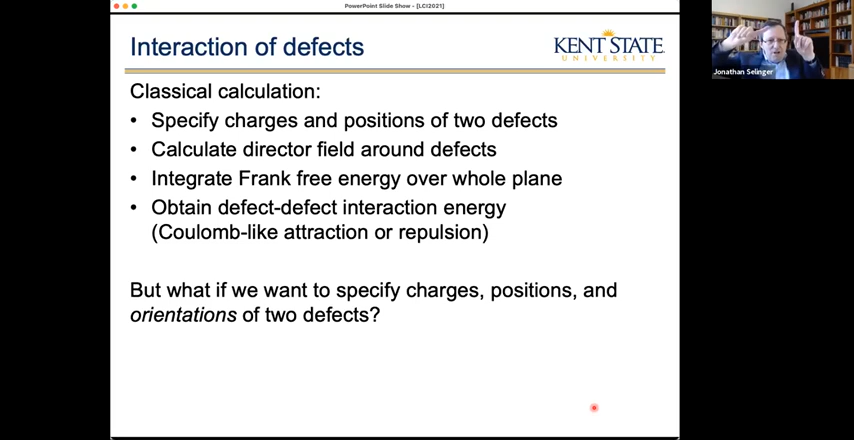 PowerPoint Slide Show – [LCI2021]
Interaction of defects
KENT STATE
UNIVERSITY
Jonathan Selinger
Classical calculation:
• Specify charges and positions of two defects
• Calculate director field around defects
• Integrate Frank free energy over whole plane
• Obtain defect-defect interaction energy
(Coulomb-like attraction or repulsion)
But what if we want to specify charges, positions, and
orientations of two defects?